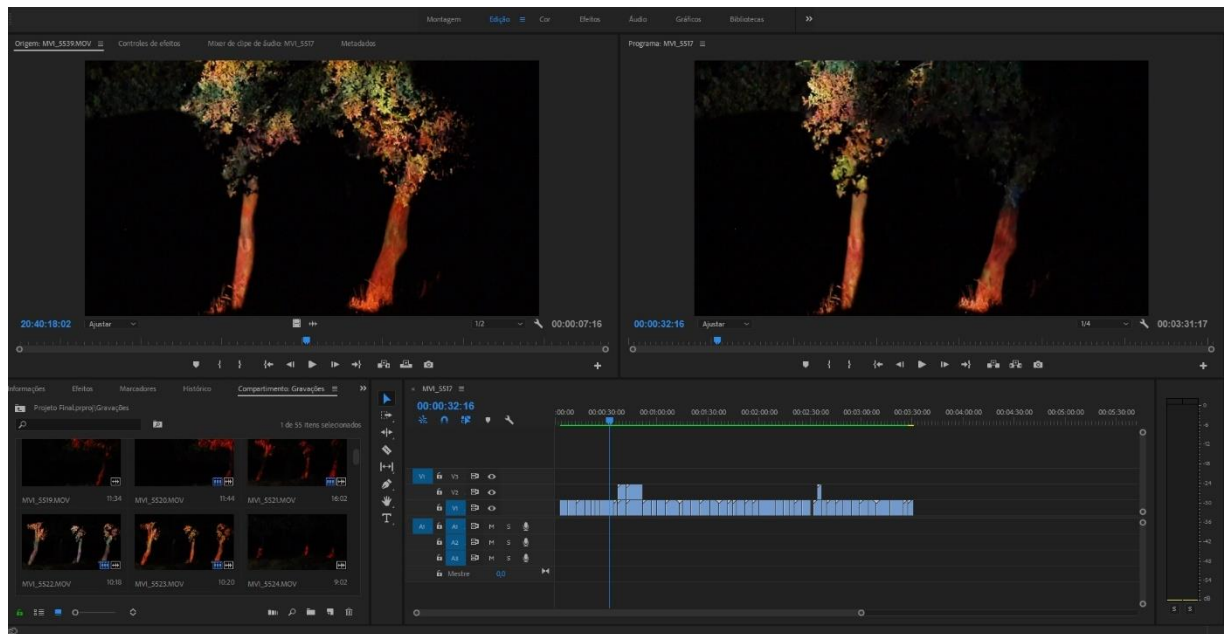 Montagem Edição Cor Efeitos Áudio Gráficos Bibliotecas
Origem: MVI_5539.MOV Controles de efeitos Mixer de clipe de áudio: MVI_5517 Metadados
Programa: MVI_5517
20:40:18:02 Ajustar 1/2 00:00:07:16
00:00:32:16 Ajustar 1/4 00:03:31:17
Informações Efeitos Marcadores Histórico Compartimento: Gravações
Projeto Final.prproj\Gravações
1 de 55 itens selecionados
MVI_5519.MOV 11:34 MVI_5520.MOV 11:44 MVI_5521.MOV 16:02
MVI_5522.MOV 10:18 MVI_5523.MOV 10:20 MVI_5524.MOV 9:02
MVI_5517
00:00:32:16
:00:00 00:00:30:00 00:01:00:00 00:01:30:00 00:02:00:00 00:02:30:00 00:03:00:00 00:03:30:00 00:04:00:00 00:04:30:00 00:05:00:00 00:05:30:00
V1 V3
V2
V1
A1 A1 M S
A2 M S
A3 M S
Mestre 0,0
dB
S S